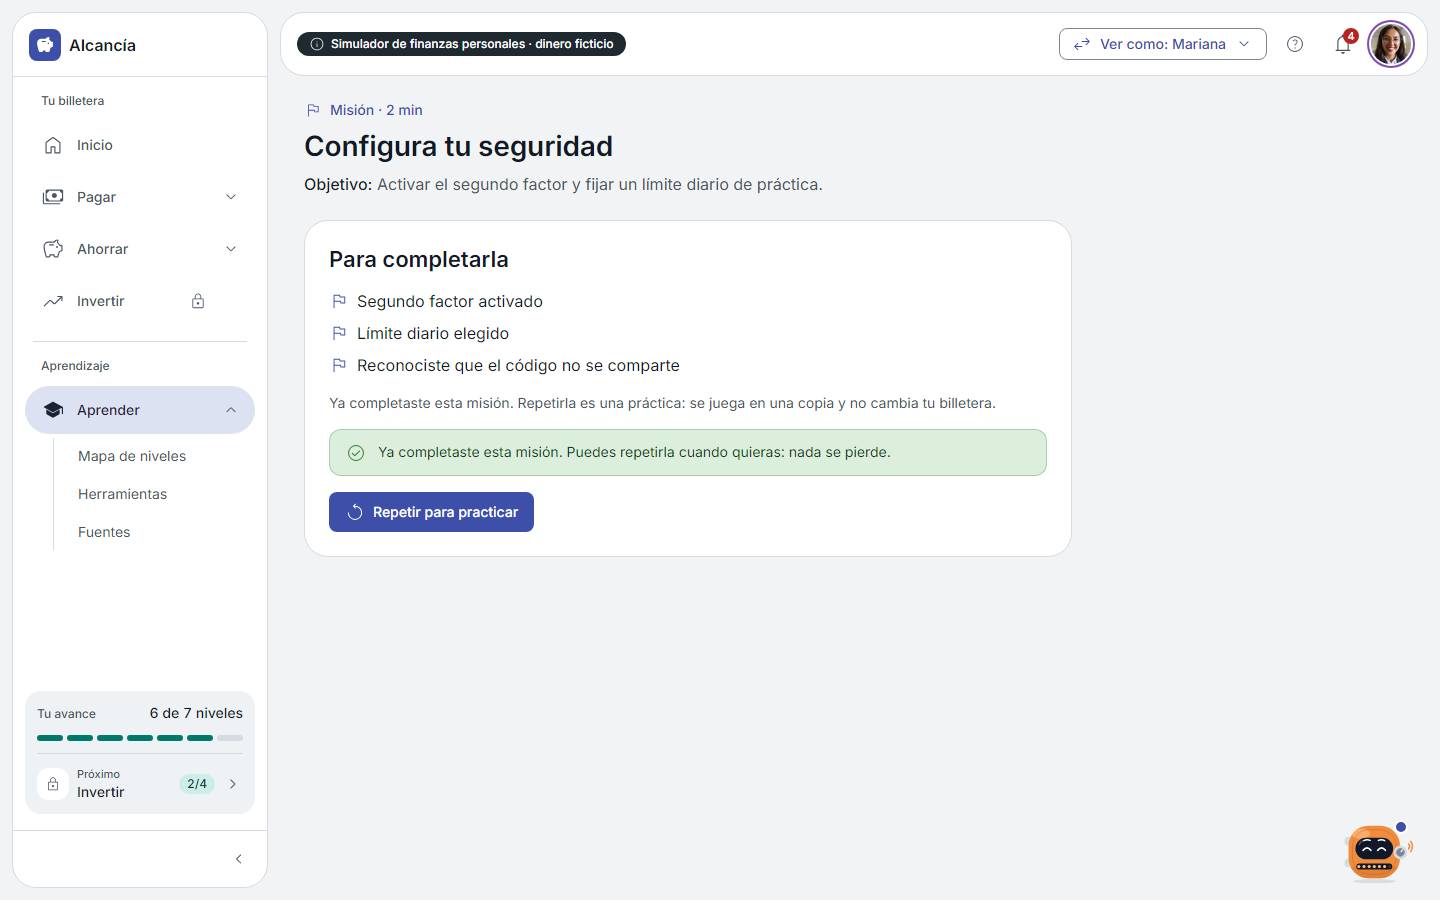 Alcancía
Tu billetera
Inicio
Pagar
Ahorrar
Invertir
Aprendizaje
Aprender
Mapa de niveles
Herramientas
Fuentes
Tu avance
6 de 7 niveles
Próximo
Invertir
2/4
Simulador de finanzas personales · dinero ficticio
Ver como: Mariana
4
Misión · 2 min
Configura tu seguridad
Objetivo: Activar el segundo factor y fijar un límite diario de práctica.
Para completarla
Segundo factor activado
Límite diario elegido
Reconociste que el código no se comparte
Ya completaste esta misión. Repetirla es una práctica: se juega en una copia y no cambia tu billetera.
Ya completaste esta misión. Puedes repetirla cuando quieras: nada se pierde.
Repetir para practicar